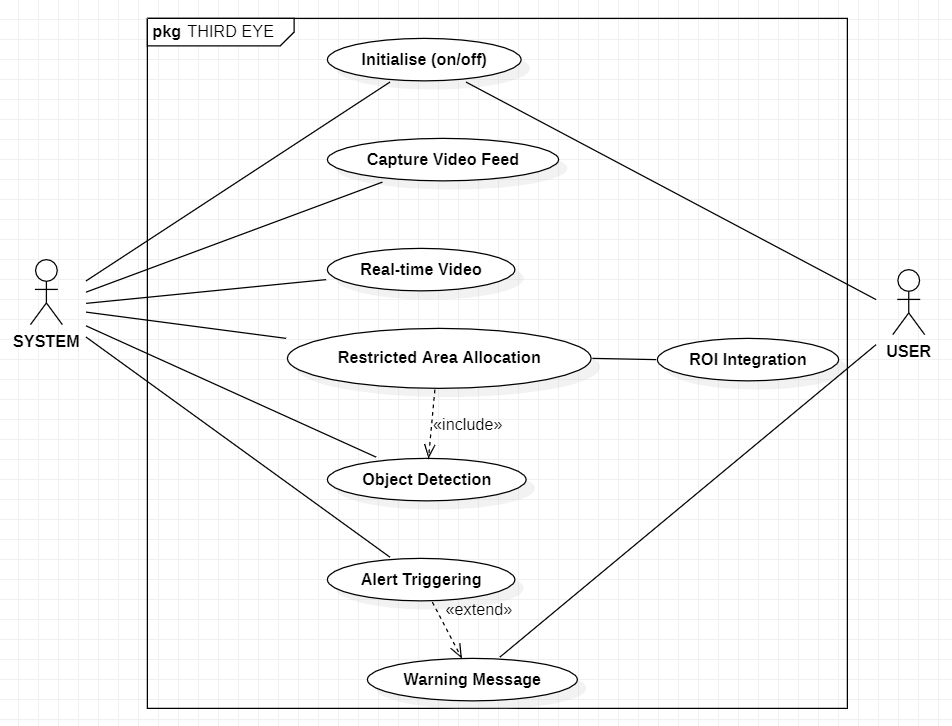 pkg THIRD EYE
Initialise (on/off)
Capture Video Feed
Real-time Video
SYSTEM
USER
Restricted Area Allocation
ROI Integration
«include»
Object Detection
Alert Triggering
«extend»
Warning Message